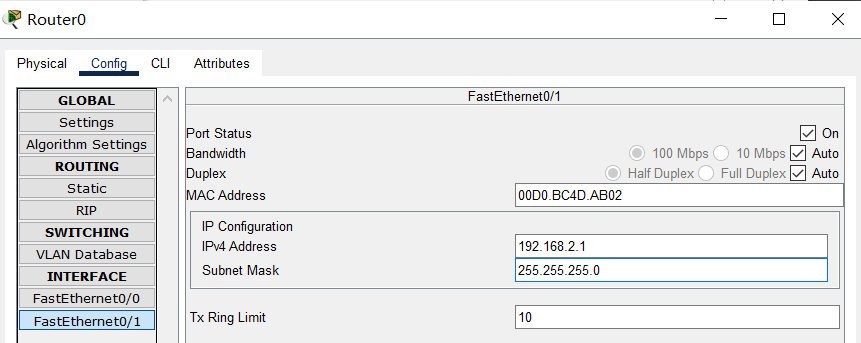 Router0
Physical Config CLI Attributes
GLOBAL
Settings
Algorithm Settings
ROUTING
Static
RIP
SWITCHING
VLAN Database
INTERFACE
FastEthernet0/0
FastEthernet0/1
FastEthernet0/1
Port Status On
Bandwidth 100 Mbps 10 Mbps Auto
Duplex Half Duplex Full Duplex Auto
MAC Address 00D0.BC4D.AB02
IP Configuration
IPv4 Address 192.168.2.1
Subnet Mask 255.255.255.0
Tx Ring Limit 10